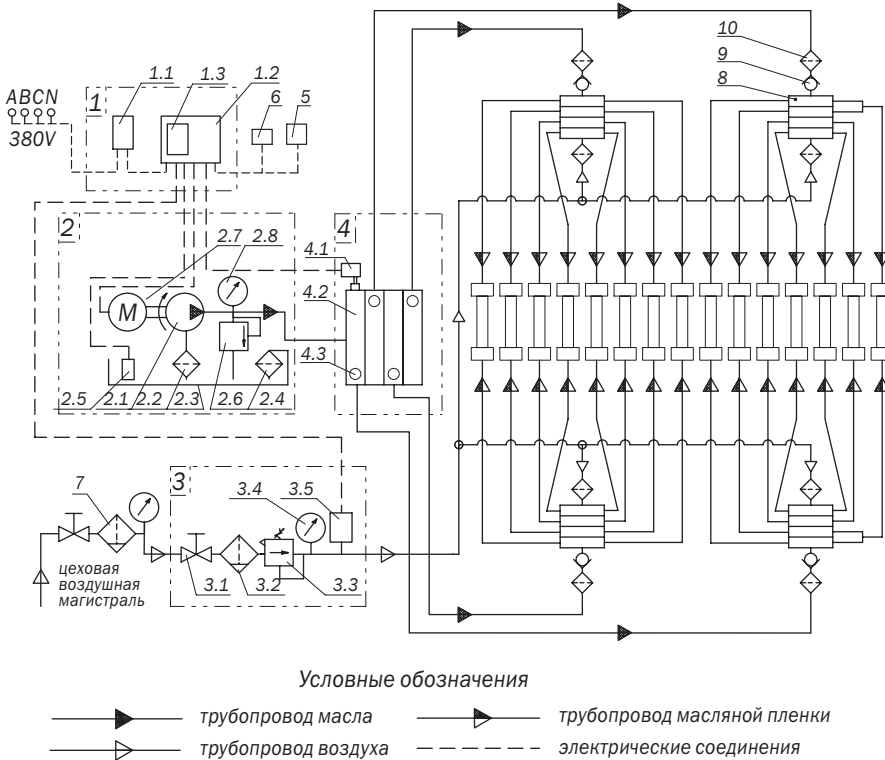 10
9
8
1.1
1.3
1.2
6
5
ABCN
380V
1
2
2.7
2.8
4
4.1
4.2
4.3
M
2.5
2.1
2.2
2.3
2.6
2.4
3
3.4
3.5
7
3.1
3.2
3.3
цеховая
воздушная
магистраль
Условные обозначения
трубопровод масла
трубопровод масляной пленки
трубопровод воздуха
электрические соединения